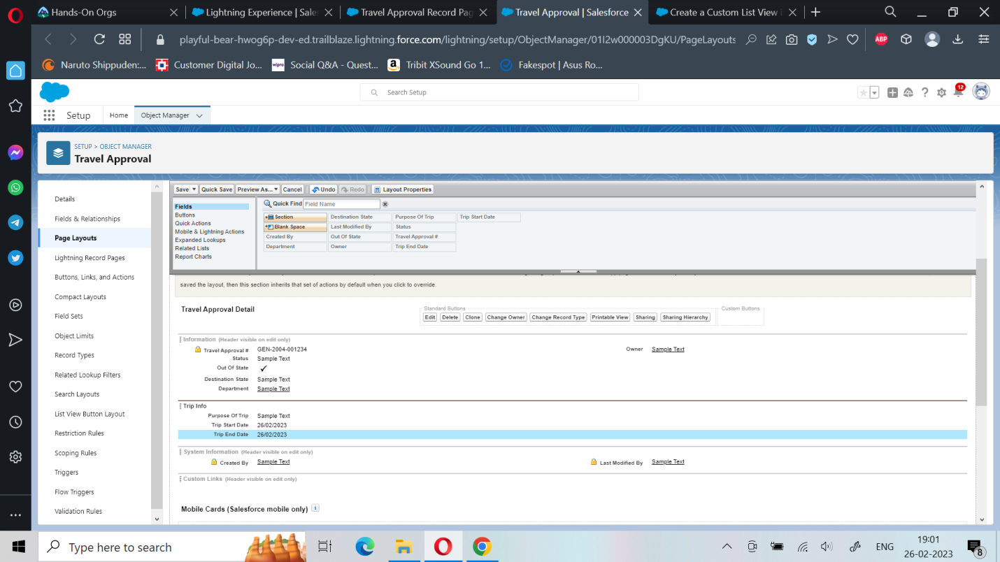 Hands-On Orgs
Lightning Experience | Sales
Travel Approval Record Pag
Travel Approval | Salesforce
Create a Custom List View i
playful-bear-hwog6p-dev-ed.trailblaze.lightning.force.com/lightning/setup/ObjectManager/01I2w000003DgKU/PageLayouts
ABP
Naruto Shippuden:...
Customer Digital Jo...
wipro
Social Q&A - Quest...
Tribit XSound Go 1...
Fakespot | Asus Ro...
Search Setup
12
Setup
Home
Object Manager
SETUP > OBJECT MANAGER
Travel Approval
Details
Fields & Relationships
Page Layouts
Lightning Record Pages
Buttons, Links, and Actions
Compact Layouts
Field Sets
Object Limits
Record Types
Related Lookup Filters
Search Layouts
List View Button Layout
Restriction Rules
Scoping Rules
Triggers
Flow Triggers
Validation Rules
Save
Quick Save
Preview As...
Cancel
Undo
Redo
Layout Properties
Fields
Buttons
Quick Actions
Mobile & Lightning Actions
Expanded Lookups
Related Lists
Report Charts
Quick Find
Field Name
Section
Destination State
Purpose Of Trip
Trip Start Date
Blank Space
Last Modified By
Status
Created By
Out Of State
Travel Approval #
Department
Owner
Trip End Date
saved the layout, then this section inherits that set of actions by default when you click to override.
Travel Approval Detail
Standard Buttons
Edit
Delete
Clone
Change Owner
Change Record Type
Printable View
Sharing
Sharing Hierarchy
Custom Buttons
Information (Header visible on edit only)
Travel Approval # GEN-2004-001234
Owner Sample Text
Status Sample Text
Out Of State
Destination State Sample Text
Department Sample Text
Trip Info
Purpose Of Trip Sample Text
Trip Start Date 26/02/2023
Trip End Date 26/02/2023
System Information (Header visible on edit only)
Created By Sample Text
Last Modified By Sample Text
Custom Links (Header visible on edit only)
Mobile Cards (Salesforce mobile only)
i
Type here to search
ENG
19:01
26-02-2023
8